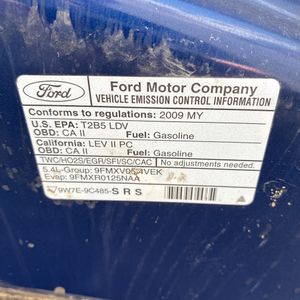 Ford
Ford Motor Company
VEHICLE EMISSION CONTROL INFORMATION
Conforms to regulations: 2009 MY
U.S. EPA: T2B5 LDV
OBD: CA II Fuel: Gasoline
California: LEV II PC
OBD: CA II Fuel: Gasoline
TWC/HO2S/EGR/SFI/SC/CAC No adjustments needed.
5.4L-Group: 9FMXV05.4VEK
Evap: 9FMXR0125NAA
9W7E-9C485- S R S